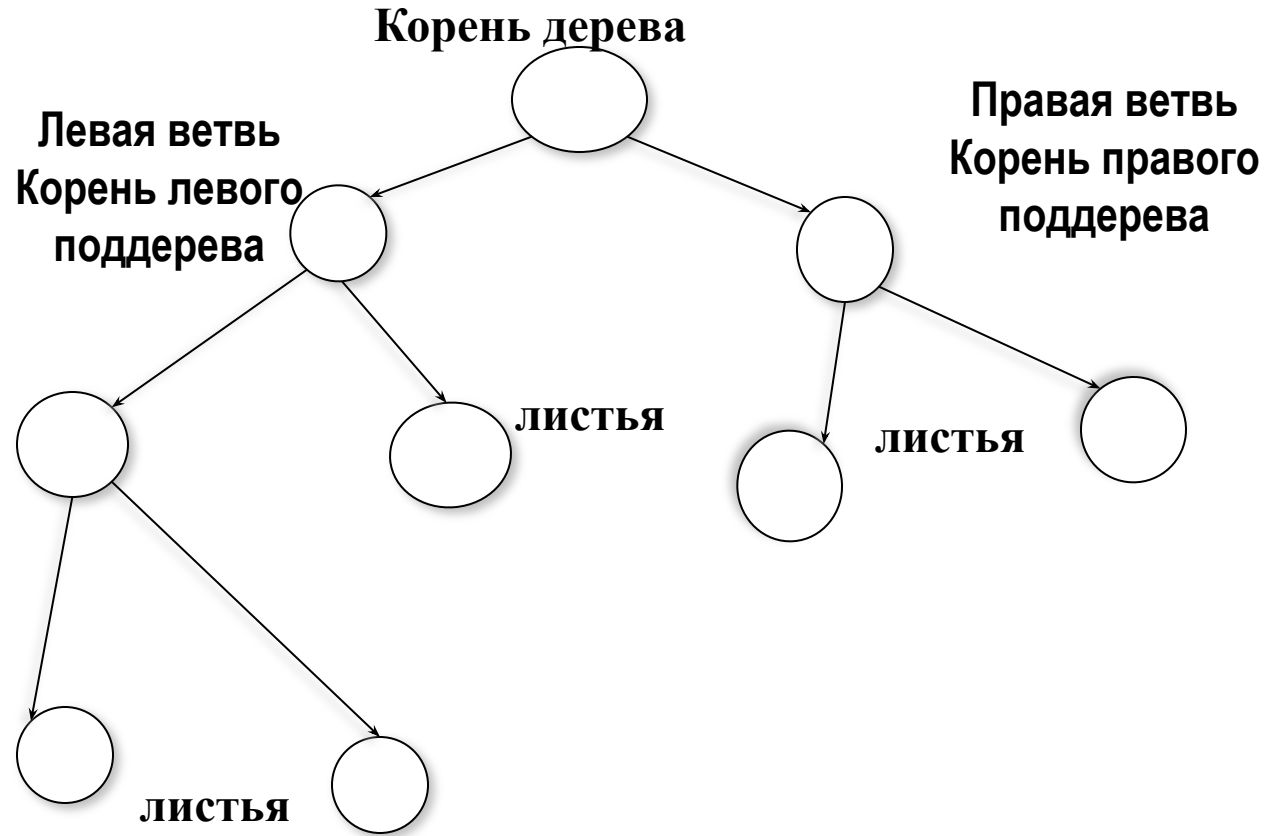 Корень дерева
Левая ветвь
Корень левого
поддерева
Правая ветвь
Корень правого
поддерева
листья
листья
листья